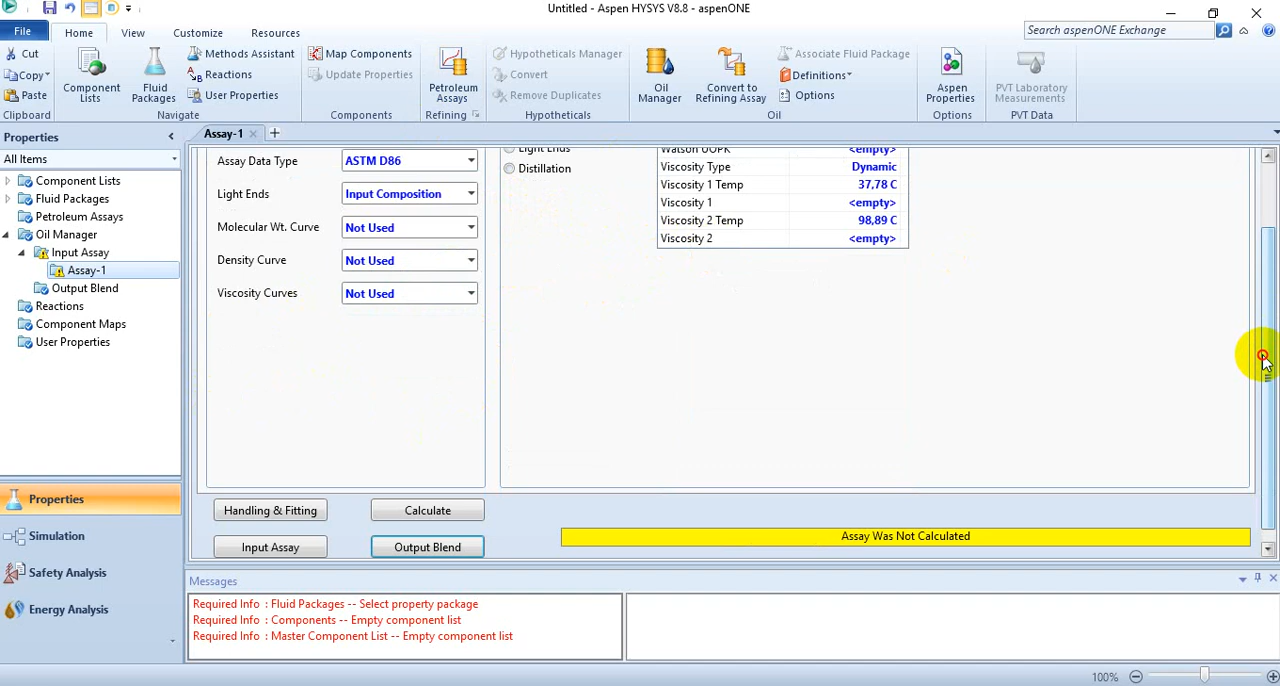 Untitled - Aspen HYSYS V8.8 - aspenONE
File
Home
View
Customize
Resources
Search aspenONE Exchange
Cut
Copy
Paste
Clipboard
Component Lists
Fluid Packages
Methods Assistant
Reactions
User Properties
Navigate
Map Components
Update Properties
Components
Petroleum Assays
Refining
Hypotheticals Manager
Convert
Remove Duplicates
Hypotheticals
Oil Manager
Convert to Refining Assay
Associate Fluid Package
Definitions
Options
Oil
Aspen Properties
Options
PVT Laboratory Measurements
PVT Data
Properties
All Items
Component Lists
Fluid Packages
Petroleum Assays
Oil Manager
Input Assay
Assay-1
Output Blend
Reactions
Component Maps
User Properties
Properties
Simulation
Safety Analysis
Energy Analysis
Assay-1
Assay Data Type ASTM D86
Light Ends Input Composition
Molecular Wt. Curve Not Used
Density Curve Not Used
Viscosity Curves Not Used
Light Ends
Distillation
Watson UOPK <empty>
Viscosity Type Dynamic
Viscosity 1 Temp 37,78 C
Viscosity 1 <empty>
Viscosity 2 Temp 98,89 C
Viscosity 2 <empty>
Handling & Fitting
Calculate
Input Assay
Output Blend
Assay Was Not Calculated
Messages
Required Info : Fluid Packages -- Select property package
Required Info : Components -- Empty component list
Required Info : Master Component List -- Empty component list
100%